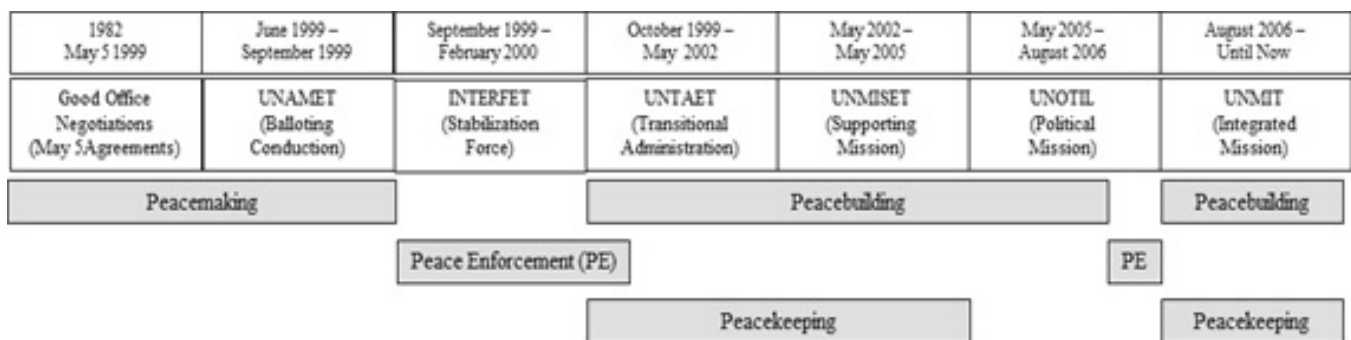 1982
May 5 1999
June 1999 –
September 1999
September 1999 –
February 2000
October 1999 –
May 2002
May 2002 –
May 2005
May 2005 –
August 2006
August 2006 –
Until Now
Good Office
Negotiations
(May 5Agreements)
UNAMET
(Balloting
Conduction)
INTERFET
(Stabilization
Force)
UNTAET
(Transitional
Administration)
UNMISET
(Supporting
Mission)
UNOTIL
(Political
Mission)
UNMIT
(Integrated
Mission)
Peacemaking
Peacebuilding
Peacebuilding
Peace Enforcement (PE)
PE
Peacekeeping
Peacekeeping